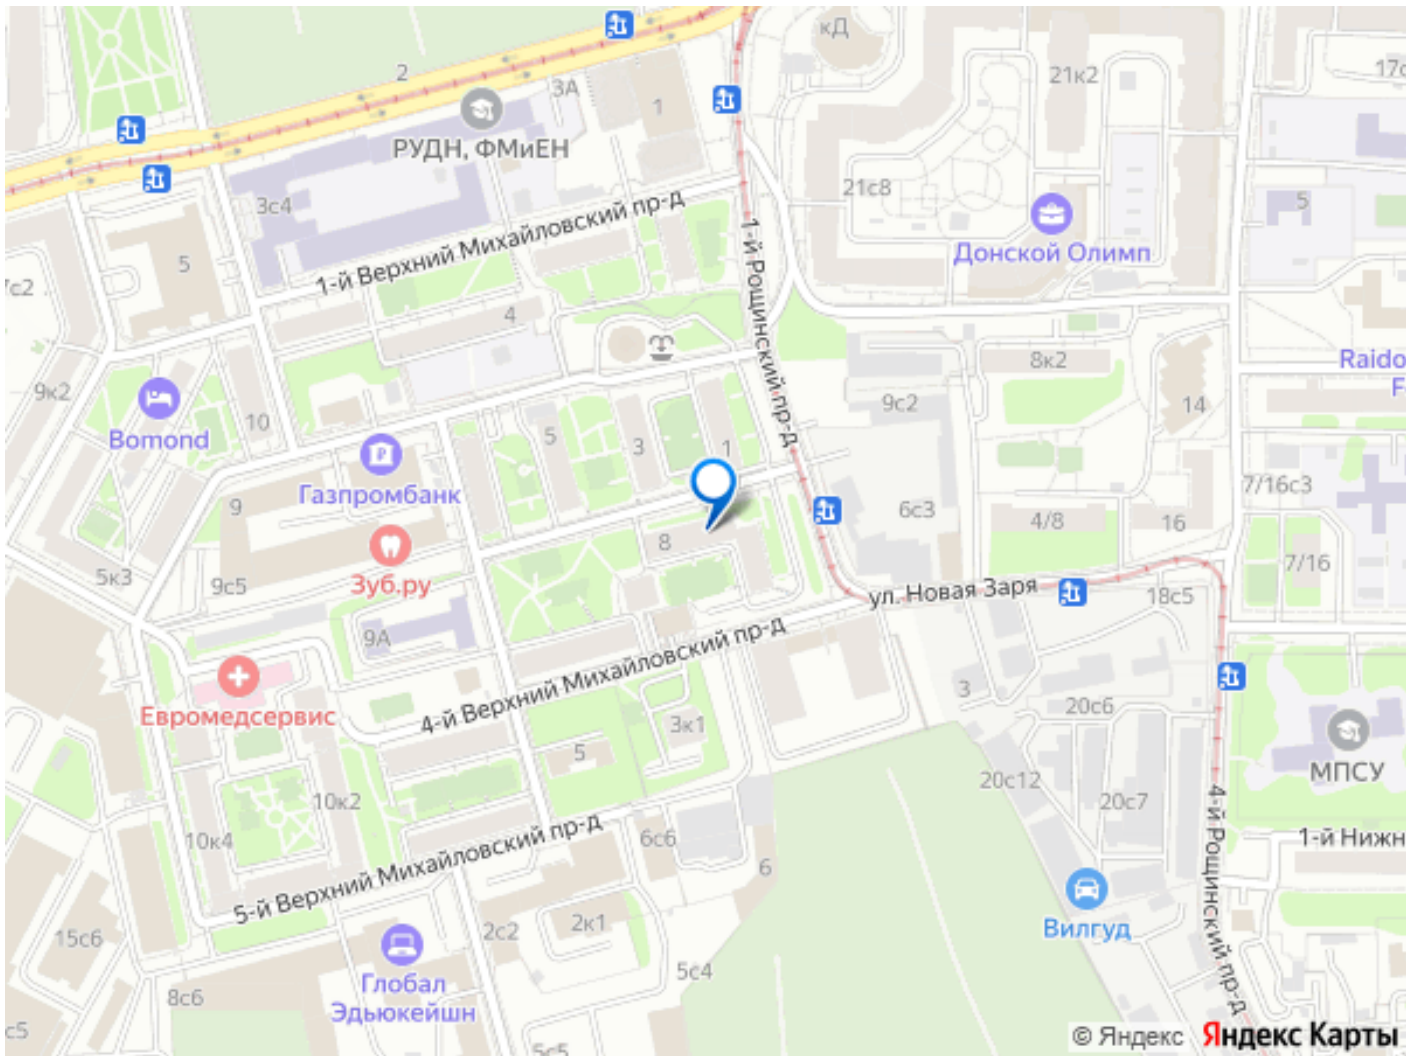 кД
2
3А
1
21к2
17с
РУДН, ФМиЕН
3с4
21с8
5
1-й Верхний Михайловский пр-д
Донской Олимп
5
7с2
4
1-й Рощинский пр-д
8к2
Raido
F
9к2
Bomond
10
5
3
1
9с2
14
Газпромбанк
9
7/16с3
6с3
4/8
16
8
Зуб.ру
5к3
9с5
7/16
ул. Новая Заря
18с5
9А
4-й Верхний Михайловский пр-д
Евромедсервис
3
20с6
3к1
5
МПСУ
20с12
20с7
10к2
10к4
4-й Рощинский пр-д
1-й Нижн
5-й Верхний Михайловский пр-д
6с6
6
Вилгуд
15с6
2с2
2к1
Глобал
Эдьюкейшн
5с4
8с6
с5
5с5
© Яндекс Яндекс Карты